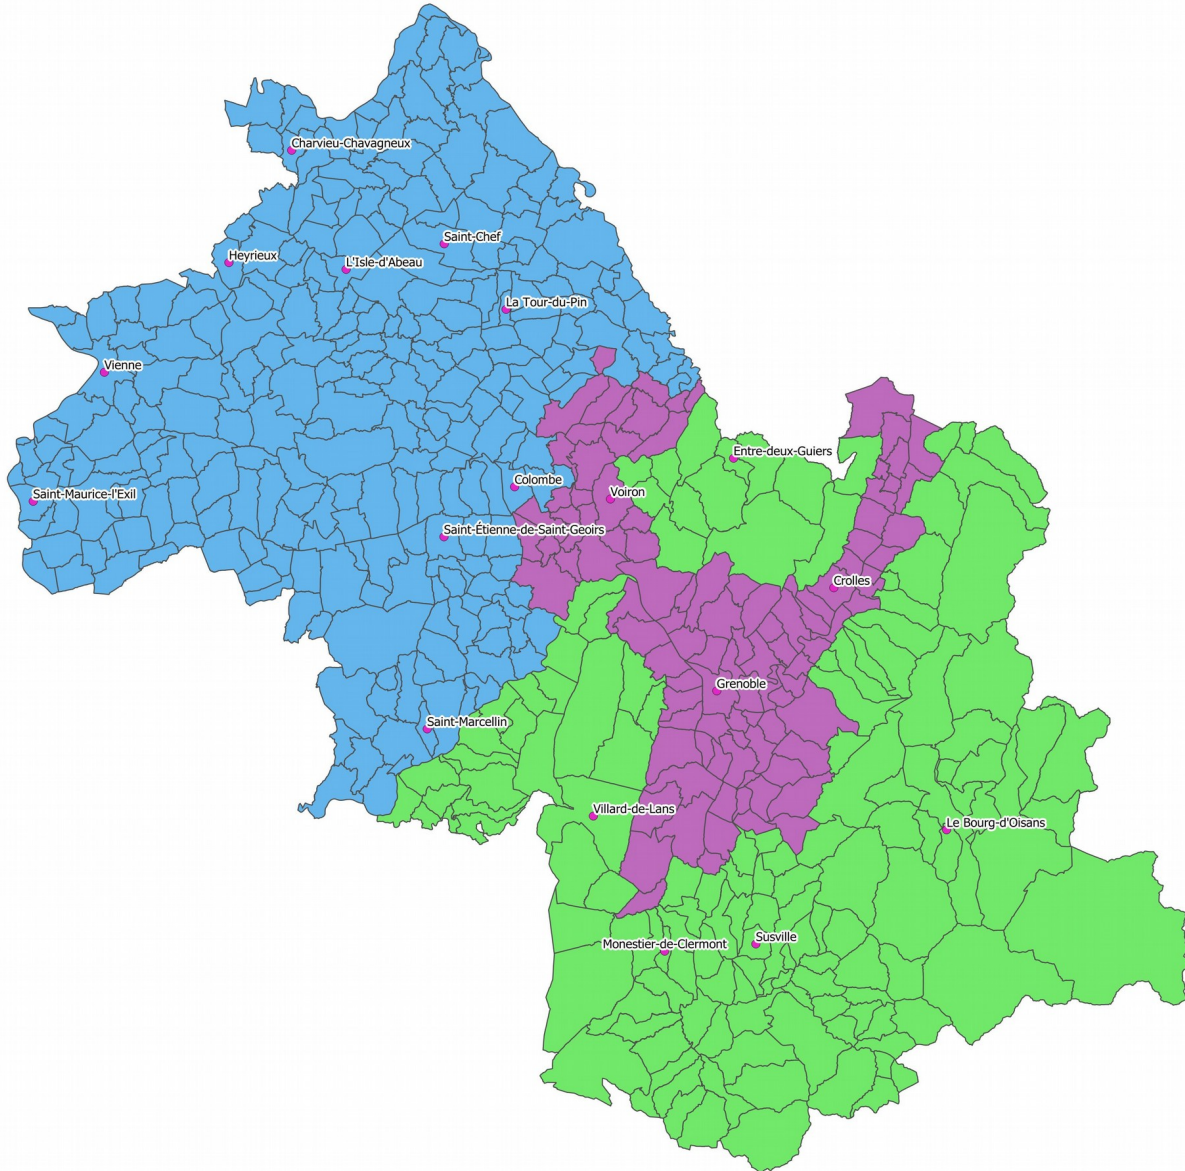 Charvieu-Chavagneux
Saint-Chef
Heyrieux
L'Isle-d'Abeau
La Tour-du-Pin
Vienne
Entre-deux-Guiers
Colombe
Voiron
Saint-Maurice-l'Exil
Saint-Étienne-de-Saint-Geoirs
Crolles
Grenoble
Saint-Marcellin
Villard-de-Lans
Le Bourg-d'Oisans
Susville
Monestier-de-Clermont